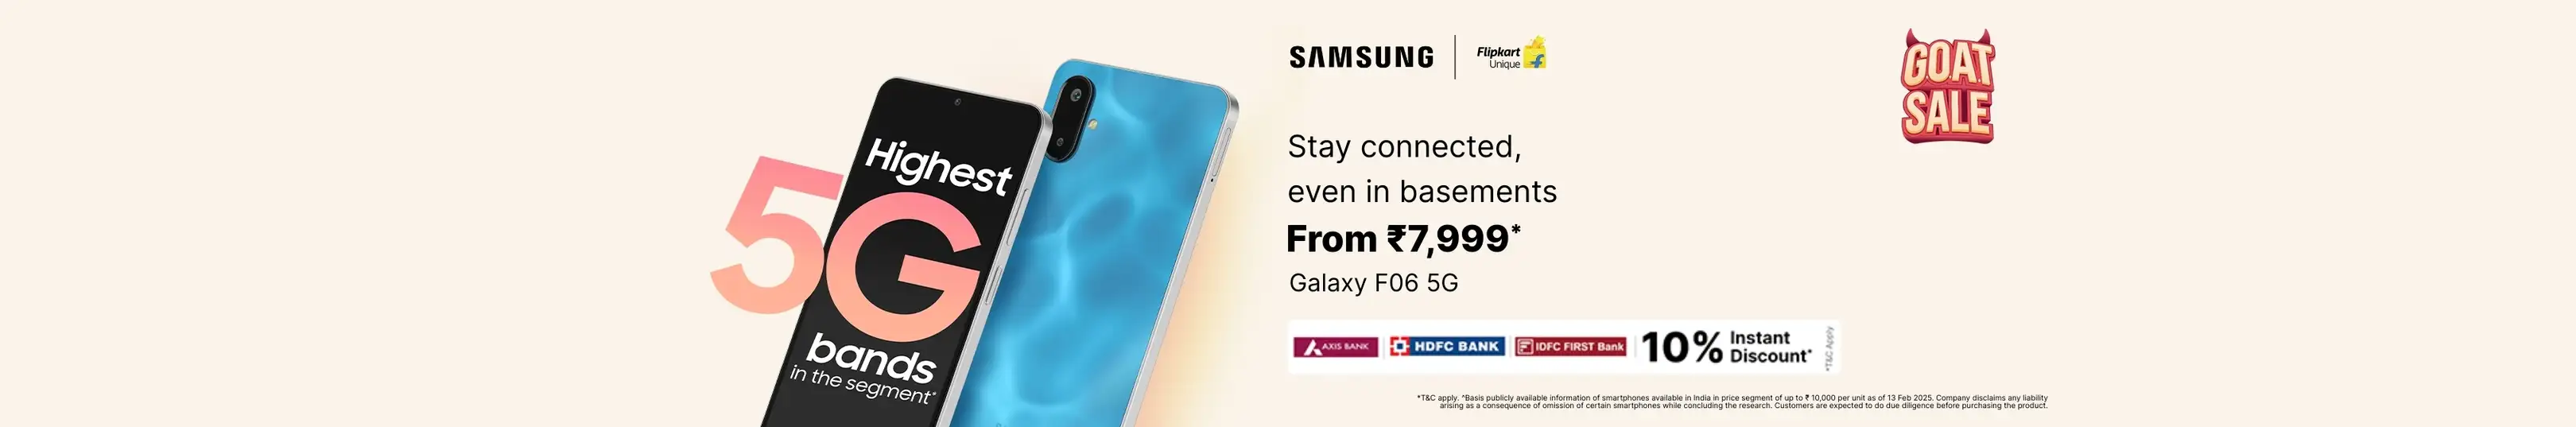 5G
Highest
bands
in the segment*
SAMSUNG
Flipkart
Unique
GOAT
SALE
Stay connected,
even in basements
From ₹7,999*
Galaxy F06 5G
AXIS BANK
HDFC BANK
IDFC FIRST Bank
10% Instant
Discount*
*T&C Apply
*T&C apply. ^Basis publicly available information of smartphones available in India in price segment of up to ₹ 10,000 per unit as of 13 Feb 2025. Company disclaims any liability
arising as a consequence of omission of certain smartphones while concluding the research. Customers are expected to do due diligence before purchasing the product.